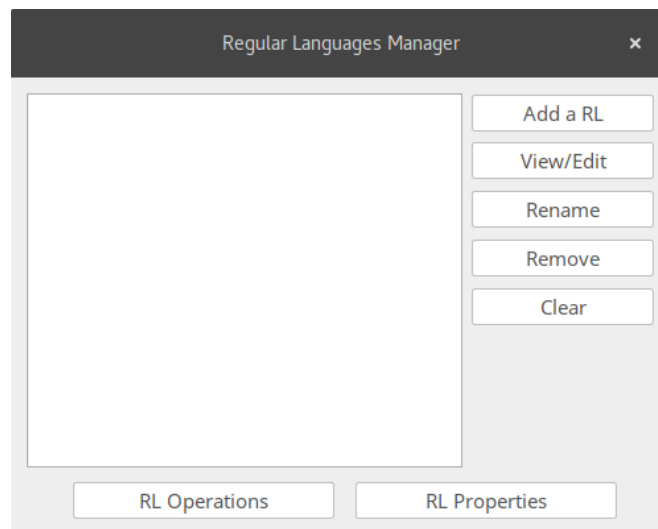 Regular Languages Manager ×
Add a RL
View/Edit
Rename
Remove
Clear
RL Operations
RL Properties